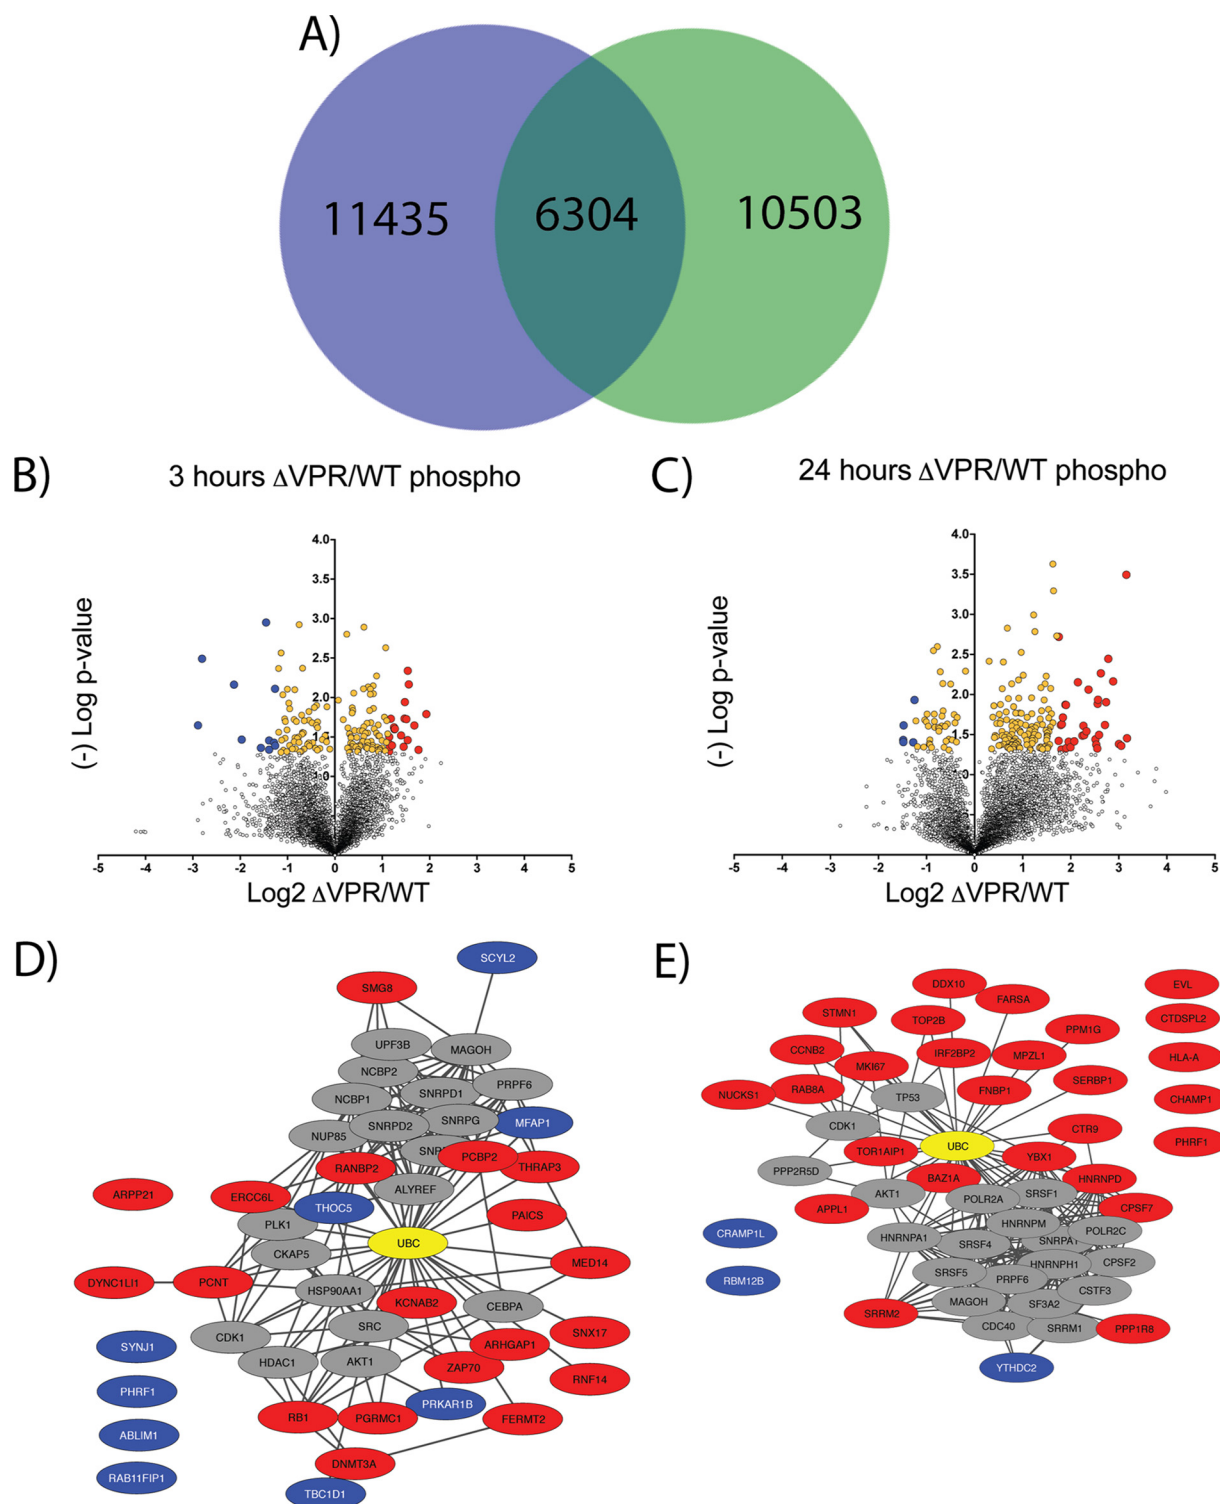 A)
11435
6304
10503
B)
3 hours ΔVPR/WT phospho
C)
24 hours ΔVPR/WT phospho
(-) Log p-value
4.0
3.5
3.0
2.5
2.0
1.5
1.0
-5 -4 -3 -2 -1 0 1 2 3 4 5
Log2 ΔVPR/WT
(-) Log p-value
4.0
3.5
3.0
2.5
2.0
1.5
-5 -4 -3 -2 -1 0 1 2 3 4 5
Log2 ΔVPR/WT
D)
SCYL2
SMG8
UPF3B
MAGOH
NCBP2
PRPF6
SNRPD1
NCBP1
SNRPG
MFAP1
SNRPD2
NUP85
PCBP2
RANBP2
THRAP3
ALYREF
ARPP21
ERCC6L
THOC5
PAICS
PLK1
UBC
CKAP5
MED14
DYNC1LI1
PCNT
HSP90AA1
KCNAB2
CEBPA
SRC
SNX17
CDK1
ARHGAP1
SYNJ1
HDAC1
AKT1
ZAP70
RNF14
PHRF1
PRKAR1B
RB1
PGRMC1
FERMT2
ABLIM1
DNMT3A
RAB11FIP1
TBC1D1
E)
DDX10
EVL
FARSA
STMN1
TOP2B
CTDSPL2
PPM1G
CCNB2
IRF2BP2
MPZL1
HLA-A
MKI67
RAB8A
FNBP1
SERBP1
NUCKS1
TP53
CHAMP1
CDK1
CTR9
UBC
PHRF1
TOR1AIP1
YBX1
PPP2R5D
BAZ1A
HNRNPD
AKT1
POLR2A
SRSF1
APPL1
CPSF7
HNRNPM
CRAMP1L
HNRNPA1
SRSF4
SNRPA1
POLR2C
HNRNPH1
CPSF2
RBM12B
SRSF5
PRPF6
CSTF3
MAGOH
SF3A2
SRRM2
CDC40
SRRM1
PPP1R8
YTHDC2